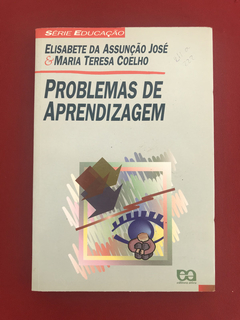 SÉRIE EDUCAÇÃO
ELISABETE DA ASSUNÇÃO JOSÉ
& MARIA TERESA COELHO
PROBLEMAS DE
APRENDIZAGEM